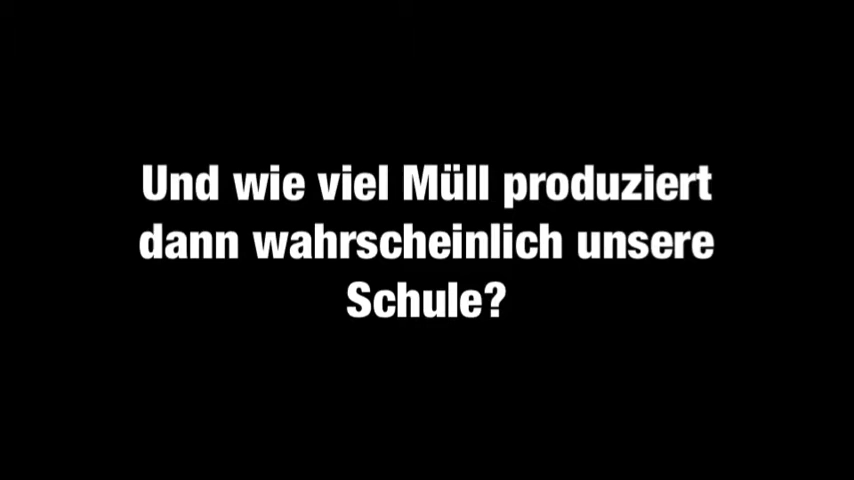 Und wie viel Müll produziert
dann wahrscheinlich unsere
Schule?